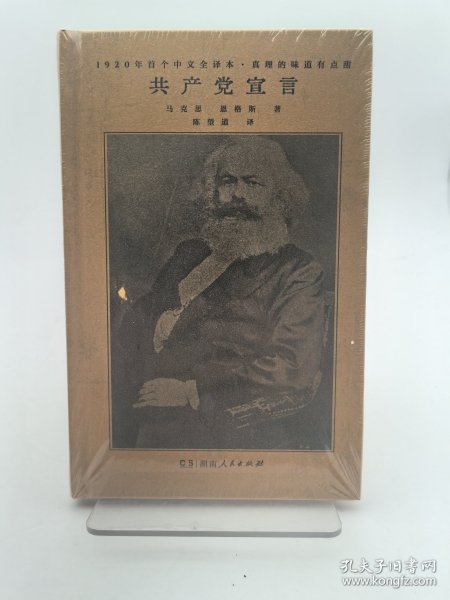 1920年首个中文全译本·真理的味道有点甜
共产党宣言
马克思 恩格斯 著
陈望道 译
CS 湖南人民出版社
孔夫子旧书网
www.kongfz.com